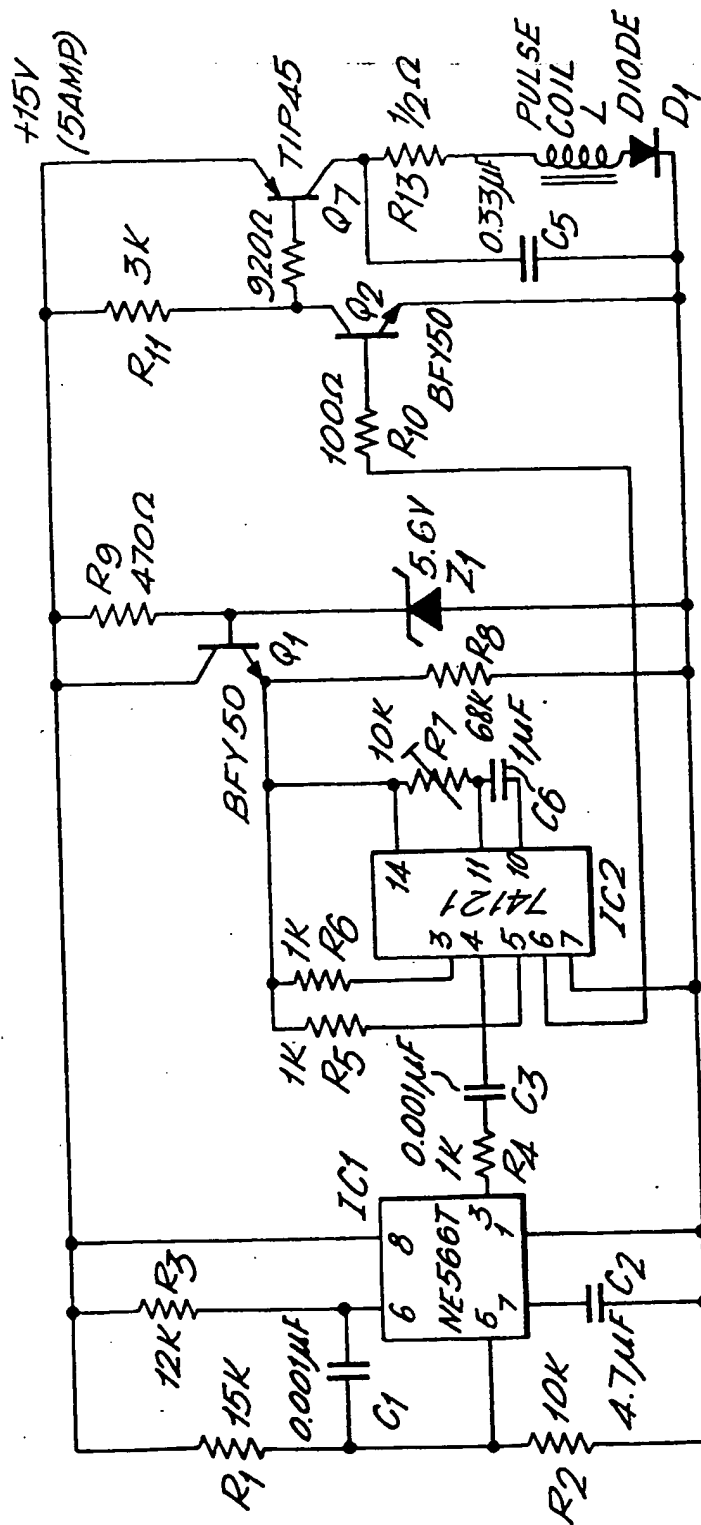 +15V
(5AMP)
R1
15K
R3
12K
0.001µF
C1
R2
10K
4.7µF
C2
IC1
NE566T
8
6
5
7
3
1
1K
R4
0.001µF
C3
1K
R5
1K
R6
14
3
4
5
6
7
11
10
74121
IC2
10K
R7
1µF
C6
68K
R8
BFY50
Q1
R9
470Ω
5.6V
Z1
100Ω
R10
R11
3K
Q2
BFY50
920Ω
TIP45
Q7
R13
1/2Ω
0.33µF
C5
PULSE
COIL
L
DIODE
D1